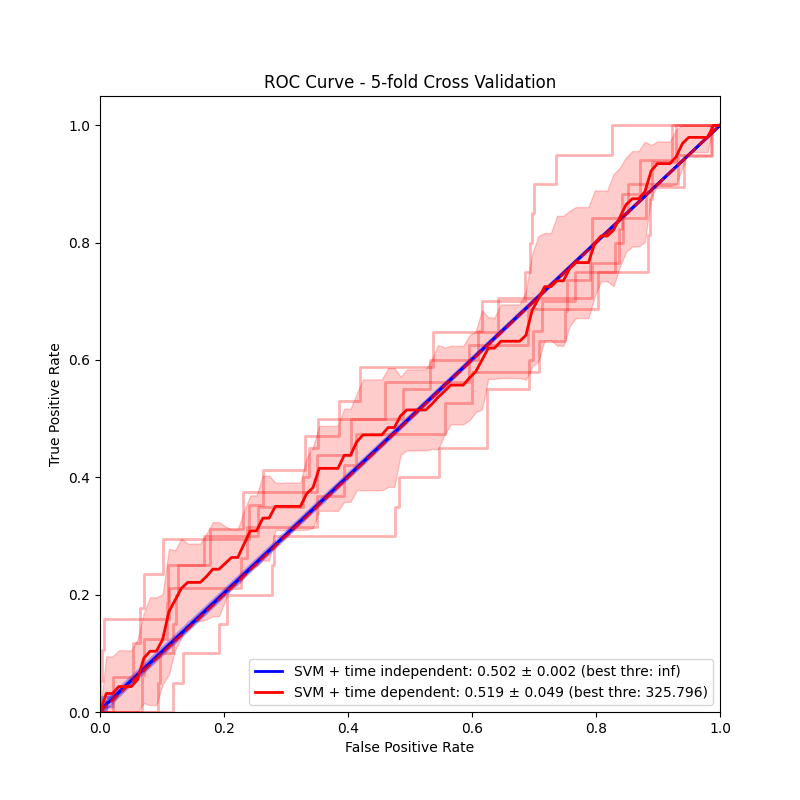 ROC Curve - 5-fold Cross Validation
1.0
0.8
0.6
0.4
0.2
0.0
True Positive Rate
SVM + time independent: 0.502 ± 0.002 (best thre: inf)
SVM + time dependent: 0.519 ± 0.049 (best thre: 325.796)
0.0 0.2 0.4 0.6 0.8 1.0
False Positive Rate